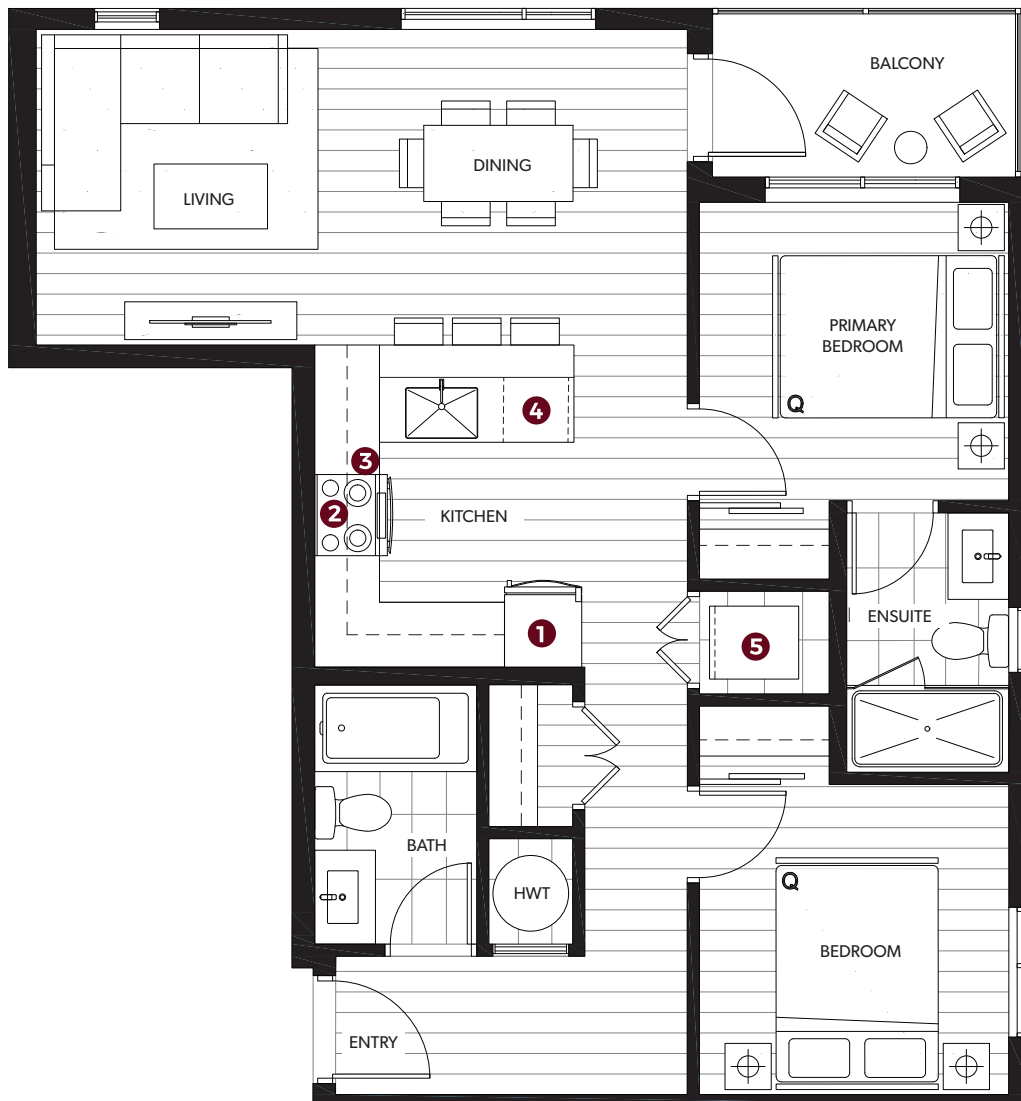 BALCONY
DINING
LIVING
PRIMARY
BEDROOM
Q
4
3
2
KITCHEN
1
5
ENSUITE
BATH
Q
HWT
BEDROOM
ENTRY